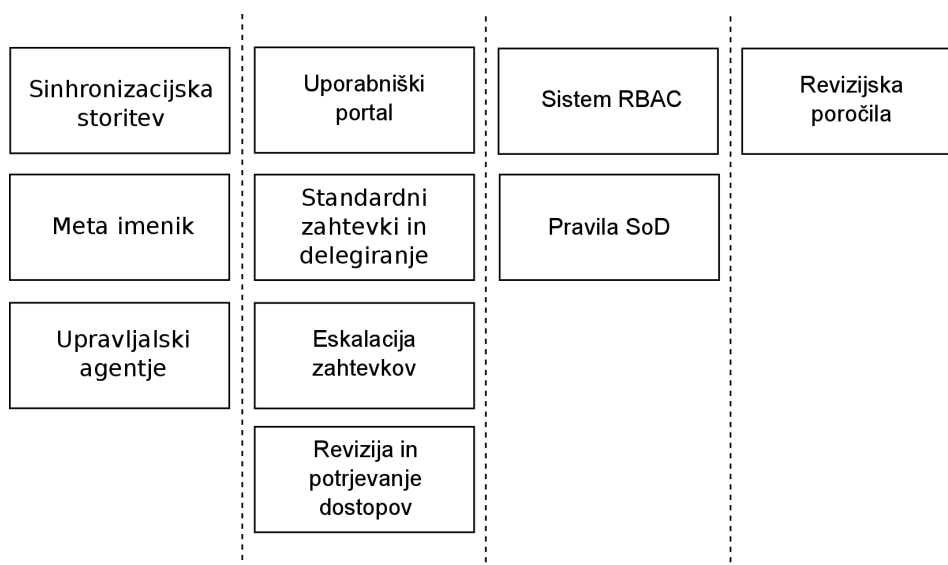 Sinhronizacijska
storitev
Meta imenik
Upravljalski
agentje
Uporabniški
portal
Standardni
zahtevki in
delegiranje
Eskalacija
zahtevkov
Revizija in
potrjevanje
dostopov
Sistem RBAC
Pravila SoD
Revizijska
poročila